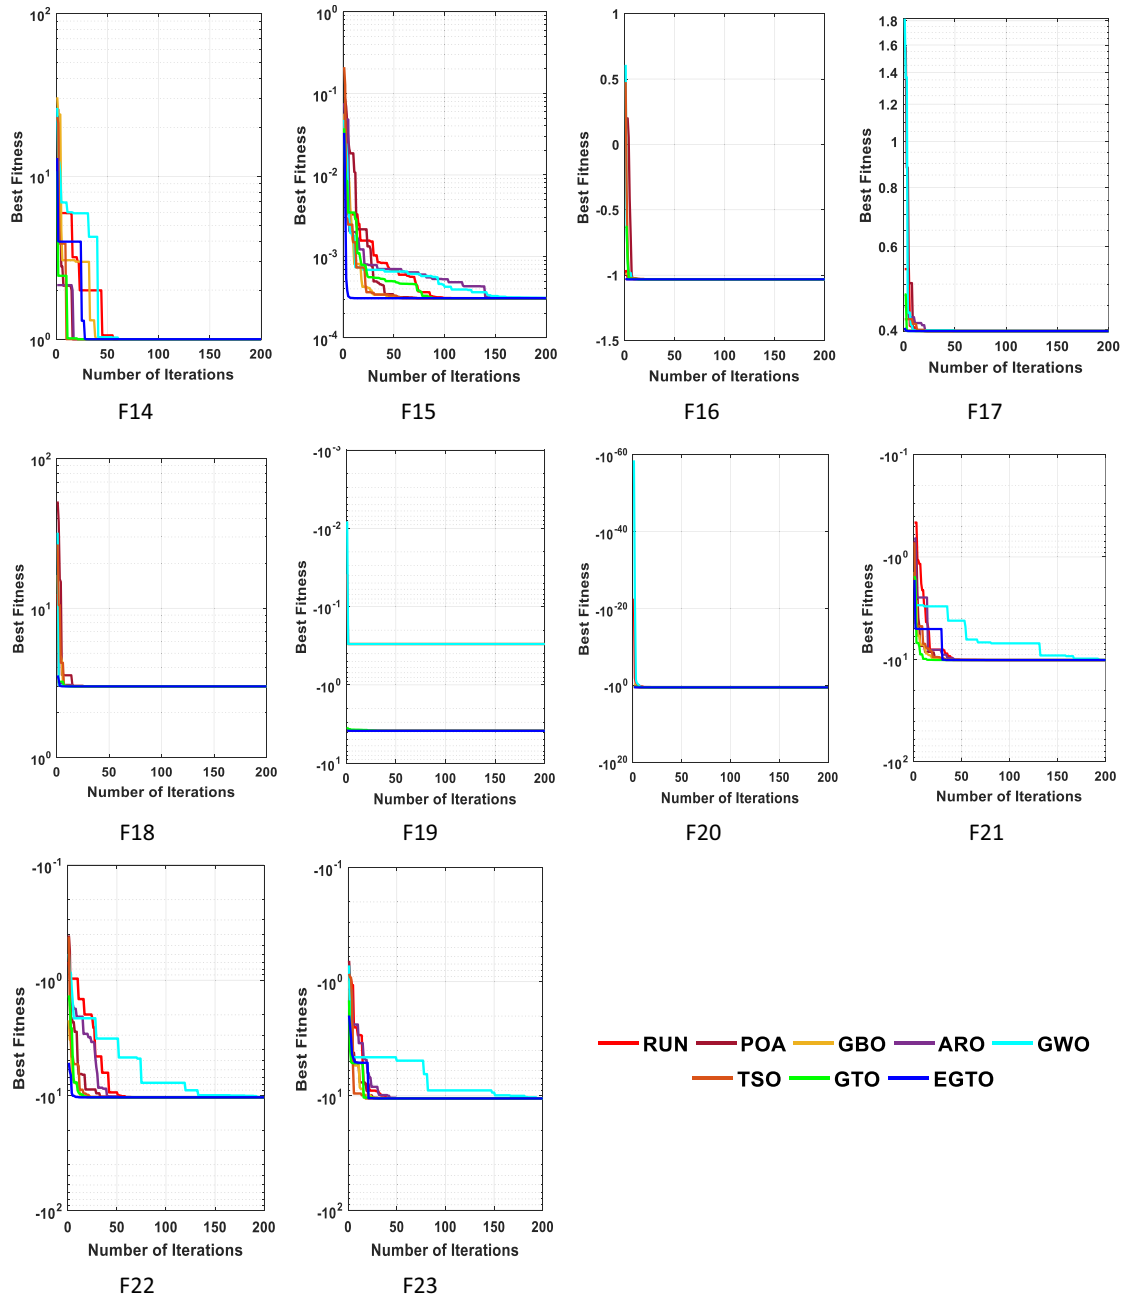 10^2
10^1
10^0
0 50 100 150 200
Best Fitness
Number of Iterations
F14
10^0
10^-1
10^-2
10^-3
10^-4
0 50 100 150 200
Best Fitness
Number of Iterations
F15
1
0.5
0
-0.5
-1
-1.5
0 50 100 150 200
Best Fitness
Number of Iterations
F16
1.8
1.6
1.4
1.2
1
0.8
0.6
0.4
0 50 100 150 200
Best Fitness
Number of Iterations
F17
10^2
10^1
10^0
0 50 100 150 200
Best Fitness
Number of Iterations
F18
-10^-3
-10^-2
-10^-1
-10^0
-10^1
0 50 100 150 200
Best Fitness
Number of Iterations
F19
-10^-60
-10^-40
-10^-20
-10^0
-10^20
0 50 100 150 200
Best Fitness
Number of Iterations
F20
-10^-1
-10^0
-10^1
-10^2
0 50 100 150 200
Best Fitness
Number of Iterations
F21
-10^-1
-10^0
-10^1
-10^2
0 50 100 150 200
Best Fitness
Number of Iterations
F22
-10^-1
-10^0
-10^1
-10^2
0 50 100 150 200
Best Fitness
Number of Iterations
F23
RUN POA GBO ARO GWO
TSO GTO EGTO